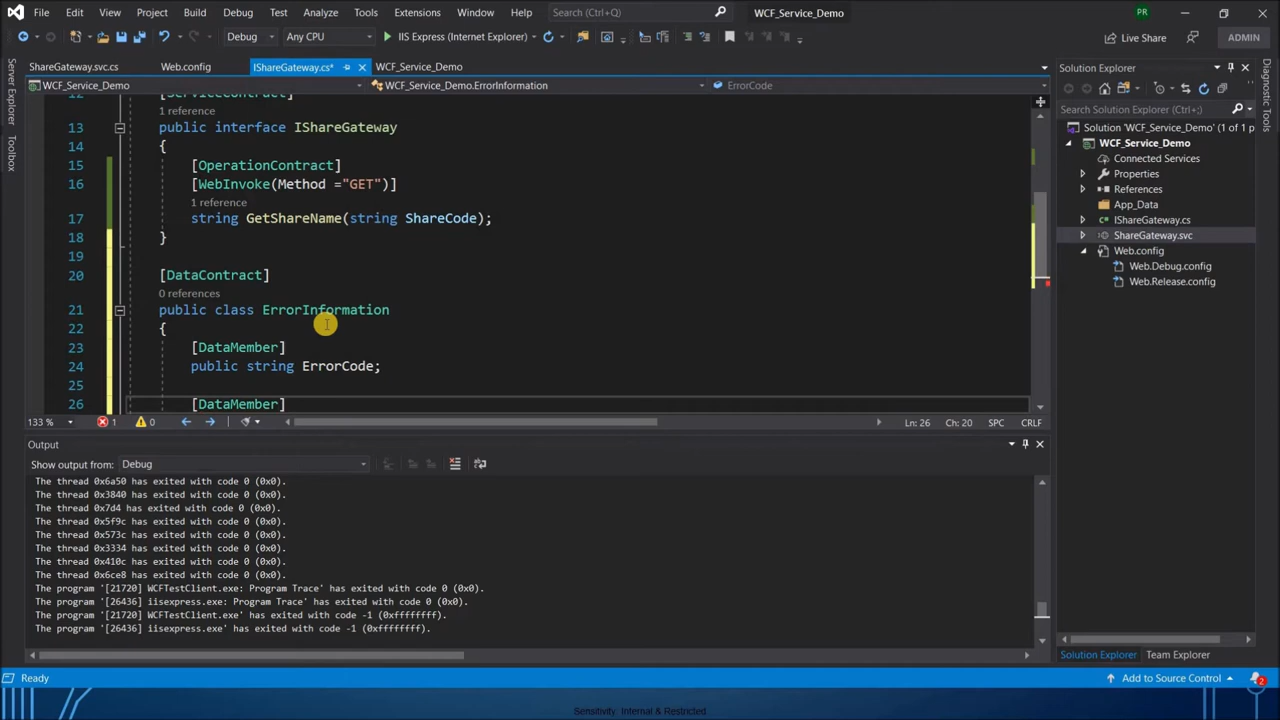 File Edit View Project Build Debug Test Analyze Tools Extensions Window Help Search (Ctrl+Q) WCF_Service_Demo PR
Debug Any CPU IIS Express (Internet Explorer) Live Share ADMIN
ShareGateway.svc.cs Web.config IShareGateway.cs* WCF_Service_Demo
WCF_Service_Demo WCF_Service_Demo.ErrorInformation ErrorCode
Server Explorer
Toolbox
12 [ServiceContract]
1 reference
13 public interface IShareGateway
14 {
15 [OperationContract]
16 [WebInvoke(Method ="GET")]
1 reference
17 string GetShareName(string ShareCode);
18 }
19
20 [DataContract]
0 references
21 public class ErrorInformation
22 {
23 [DataMember]
24 public string ErrorCode;
25
26 [DataMember]
133 % 1 0 Ln: 26 Ch: 20 SPC CRLF
Output
Show output from: Debug
The thread 0x6a50 has exited with code 0 (0x0).
The thread 0x3840 has exited with code 0 (0x0).
The thread 0x7d4 has exited with code 0 (0x0).
The thread 0x5f9c has exited with code 0 (0x0).
The thread 0x573c has exited with code 0 (0x0).
The thread 0x3334 has exited with code 0 (0x0).
The thread 0x410c has exited with code 0 (0x0).
The thread 0x6ce8 has exited with code 0 (0x0).
The program '[21720] WCFTestClient.exe: Program Trace' has exited with code 0 (0x0).
The program '[26436] iisexpress.exe: Program Trace' has exited with code 0 (0x0).
The program '[21720] WCFTestClient.exe' has exited with code -1 (0xffffffff).
The program '[26436] iisexpress.exe' has exited with code -1 (0xffffffff).
Solution Explorer
Search Solution Explorer (Ctrl+;)
Solution 'WCF_Service_Demo' (1 of 1 p
WCF_Service_Demo
Connected Services
Properties
References
App_Data
IShareGateway.cs
ShareGateway.svc
Web.config
Web.Debug.config
Web.Release.config
Solution Explorer Team Explorer
Diagnostic Tools
Ready Add to Source Control 2
Sensitivity: Internal & Restricted